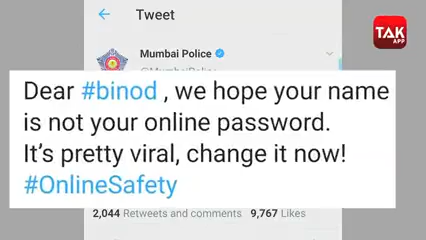 Tweet
TAK
APP
Mumbai Police
@MumbaiPolice
Dear #binod , we hope your name
is not your online password.
It's pretty viral, change it now!
#OnlineSafety
2,044 Retweets and comments 9,767 Likes